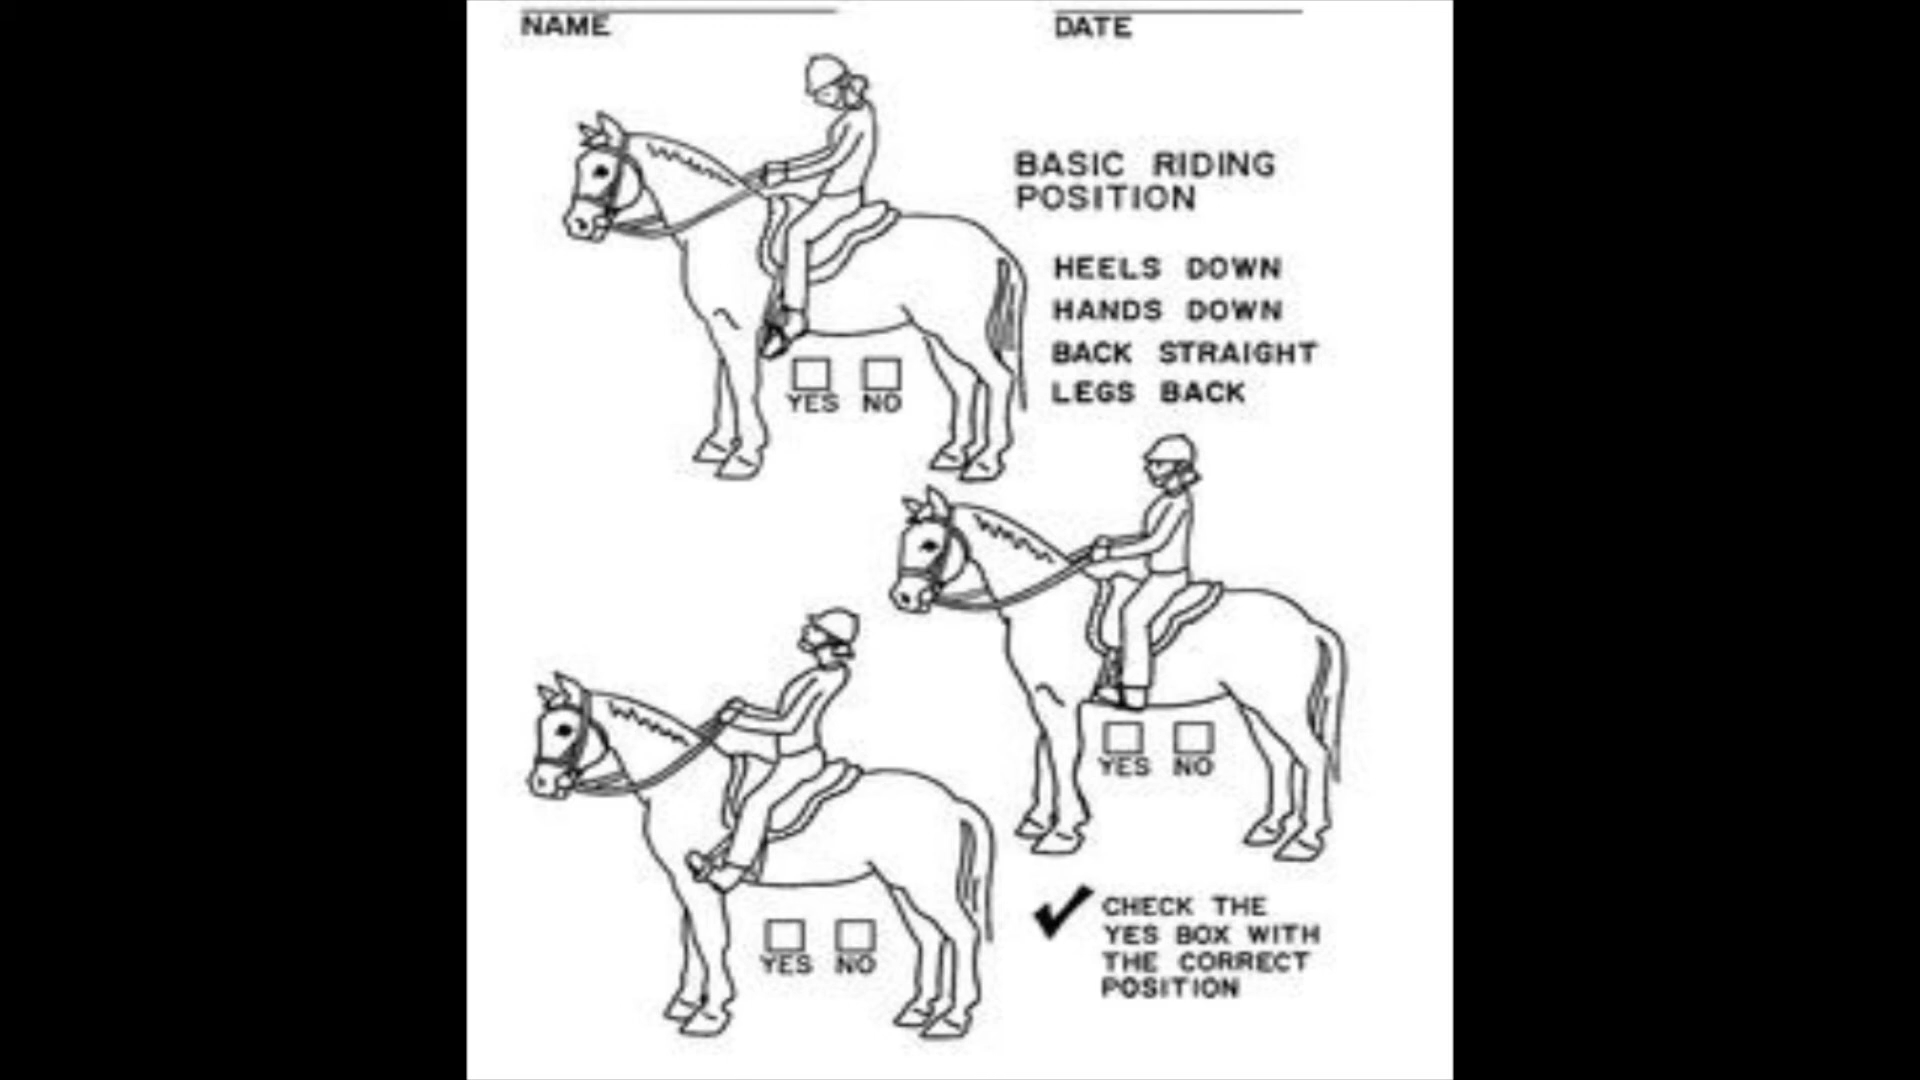 NAME DATE
BASIC RIDING
POSITION
HEELS DOWN
HANDS DOWN
BACK STRAIGHT
LEGS BACK
YES NO
YES NO
YES NO
CHECK THE
YES BOX WITH
THE CORRECT
POSITION